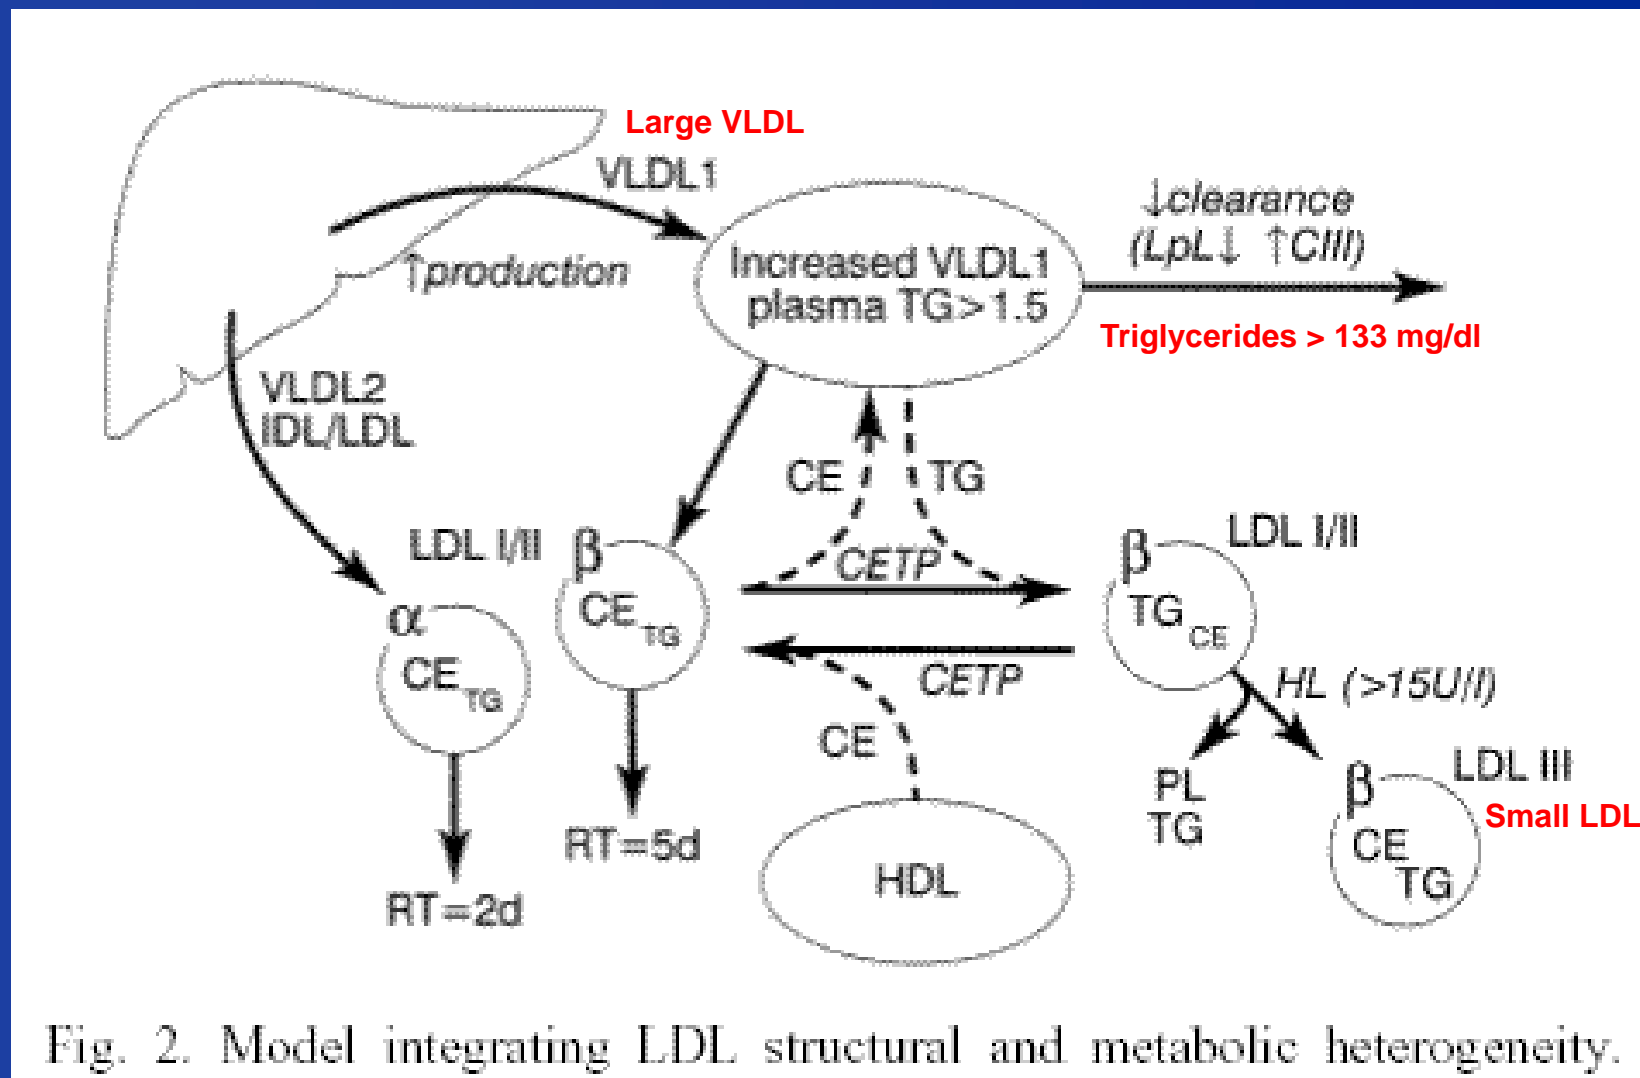 Large VLDL
VLDL1
↑production
Increased VLDL1
plasma TG>1.5
↓clearance
(LpL↓ ↑CIII)
Triglycerides > 133 mg/dl
VLDL2
IDL/LDL
CE
TG
LDL I/II
β
CE TG
α
CE TG
CETP
CETP
β
LDL I/II
TG CE
HL (>15U/l)
CE
HDL
RT=5d
RT=2d
PL
TG
β
LDL III
Small LDL
CE
TG
Fig. 2. Model integrating LDL structural and metabolic heterogeneity.